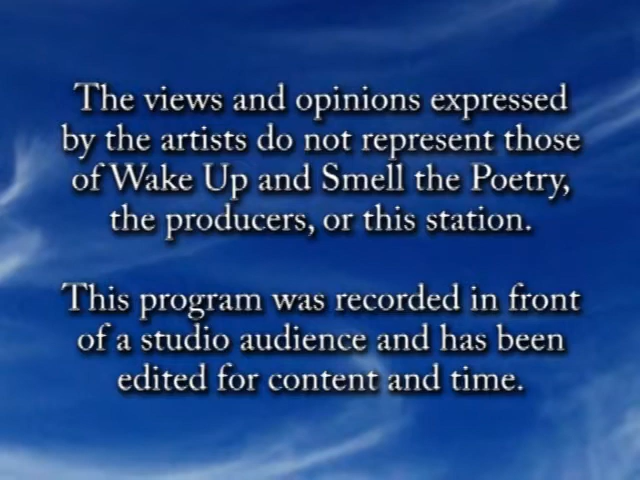 The views and opinions expressed
by the artists do not represent those
of Wake Up and Smell the Poetry,
the producers, or this station.
This program was recorded in front
of a studio audience and has been
edited for content and time.